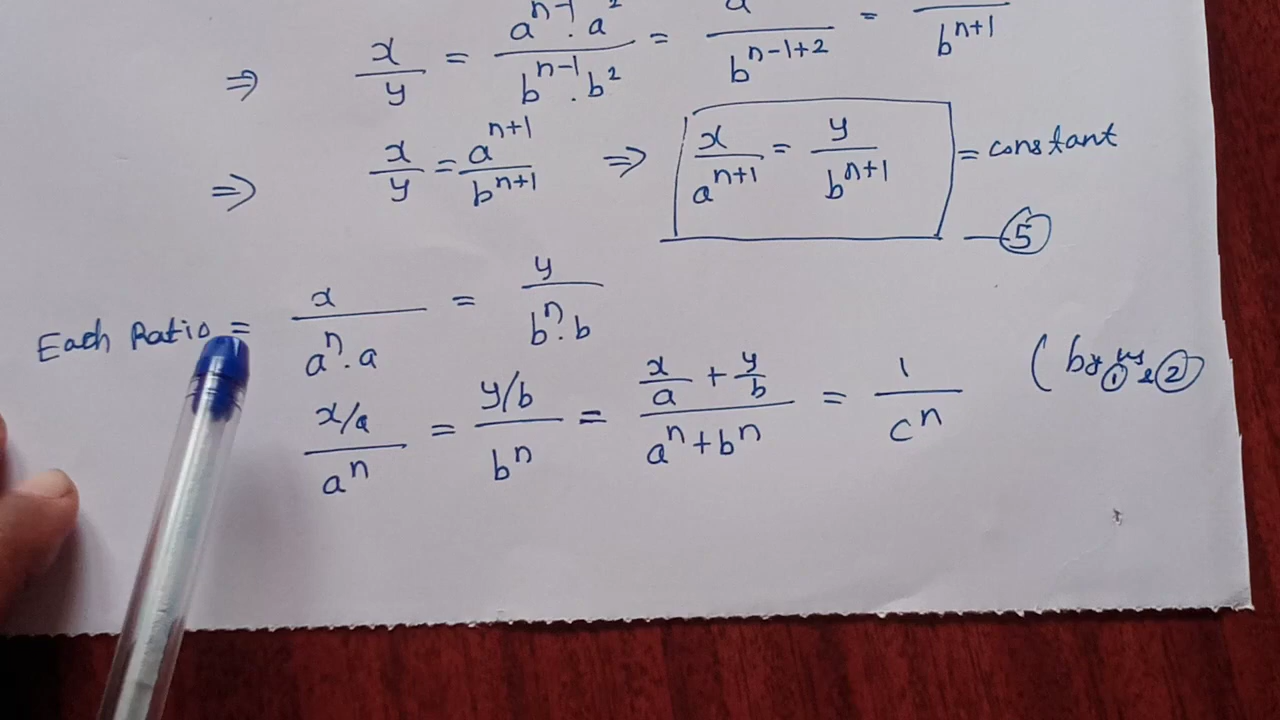 ⇒ x/y = (a^{n-1} . a^2)/(b^{n-1} . b^2) = a/(b^{n-1+2}) = /(b^{n+1})
⇒ x/y = a^{n+1}/b^{n+1} ⇒ x/a^{n+1} = y/b^{n+1} = constant
— ⑤
Each Ratio = x/(a^n . a) = y/(b^n . b)
(x/a)/a^n = (y/b)/b^n = (x/a + y/b)/(a^n + b^n) = 1/c^n (by ① & ②)